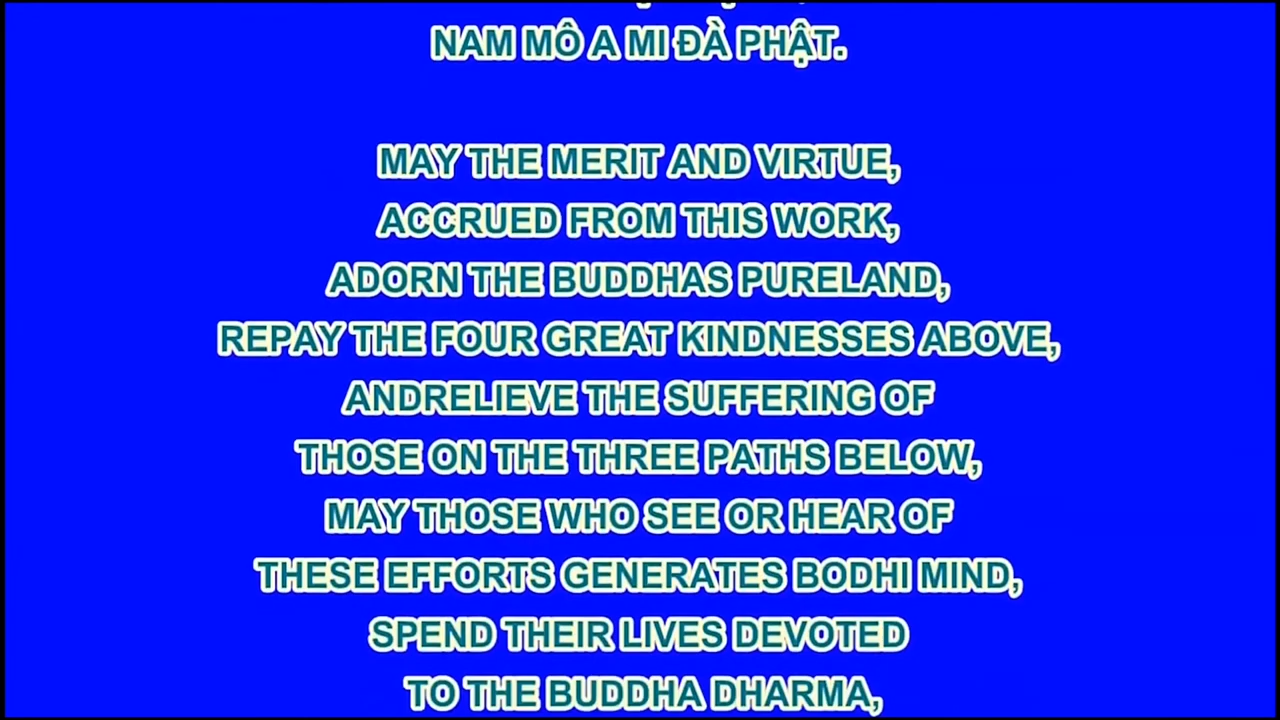 NAM MÔ A MI ĐÀ PHẬT.
MAY THE MERIT AND VIRTUE,
ACCRUED FROM THIS WORK,
ADORN THE BUDDHAS PURELAND,
REPAY THE FOUR GREAT KINDNESSES ABOVE,
ANDRELIEVE THE SUFFERING OF
THOSE ON THE THREE PATHS BELOW,
MAY THOSE WHO SEE OR HEAR OF
THESE EFFORTS GENERATES BODHI MIND,
SPEND THEIR LIVES DEVOTED
TO THE BUDDHA DHARMA,